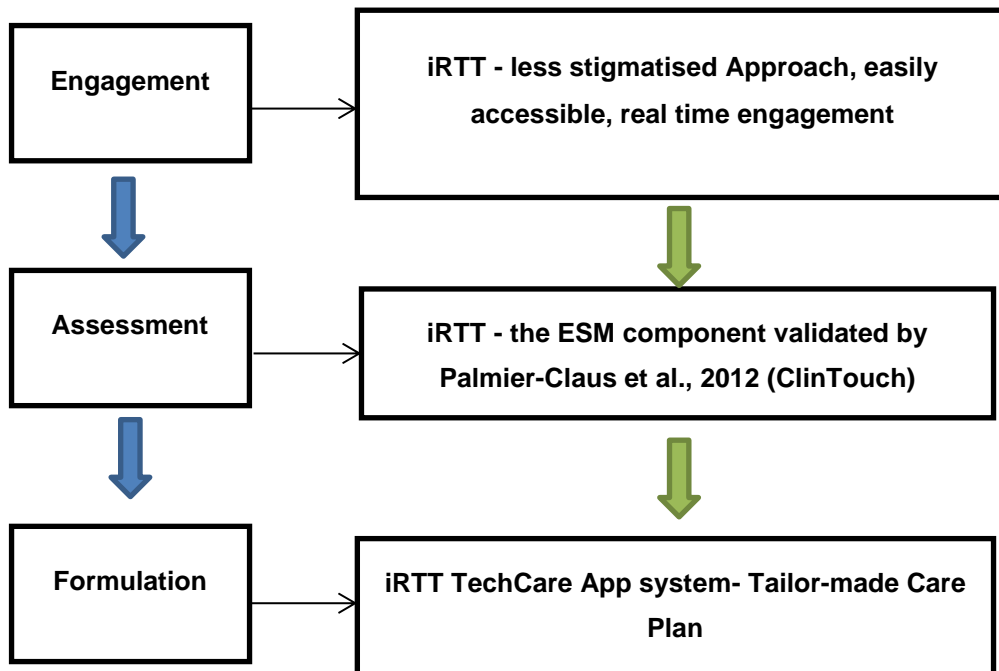 Engagement
iRTT - less stigmatised Approach, easily
accessible, real time engagement
Assessment
iRTT - the ESM component validated by
Palmier-Claus et al., 2012 (ClinTouch)
Formulation
iRTT TechCare App system- Tailor-made Care
Plan